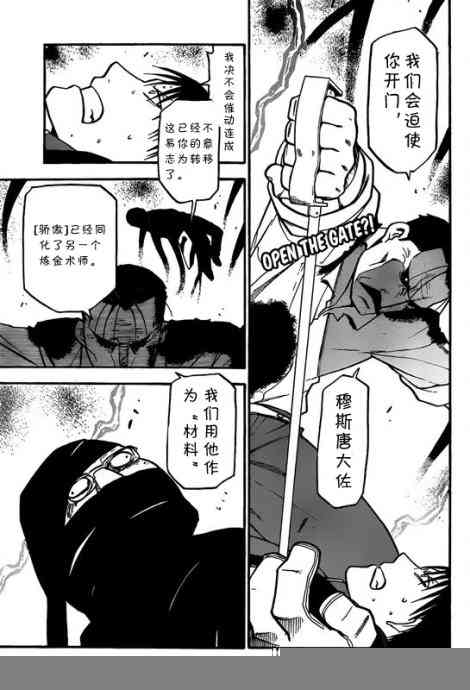 我们会迫使
你开门，
OPEN THE GATE?!
穆斯唐大佐
我决不会催动连成
这已经不
易你的意
志为转移
[骄傲]已经同
化了另一个
炼金术师。
我们用他作
为“材料”